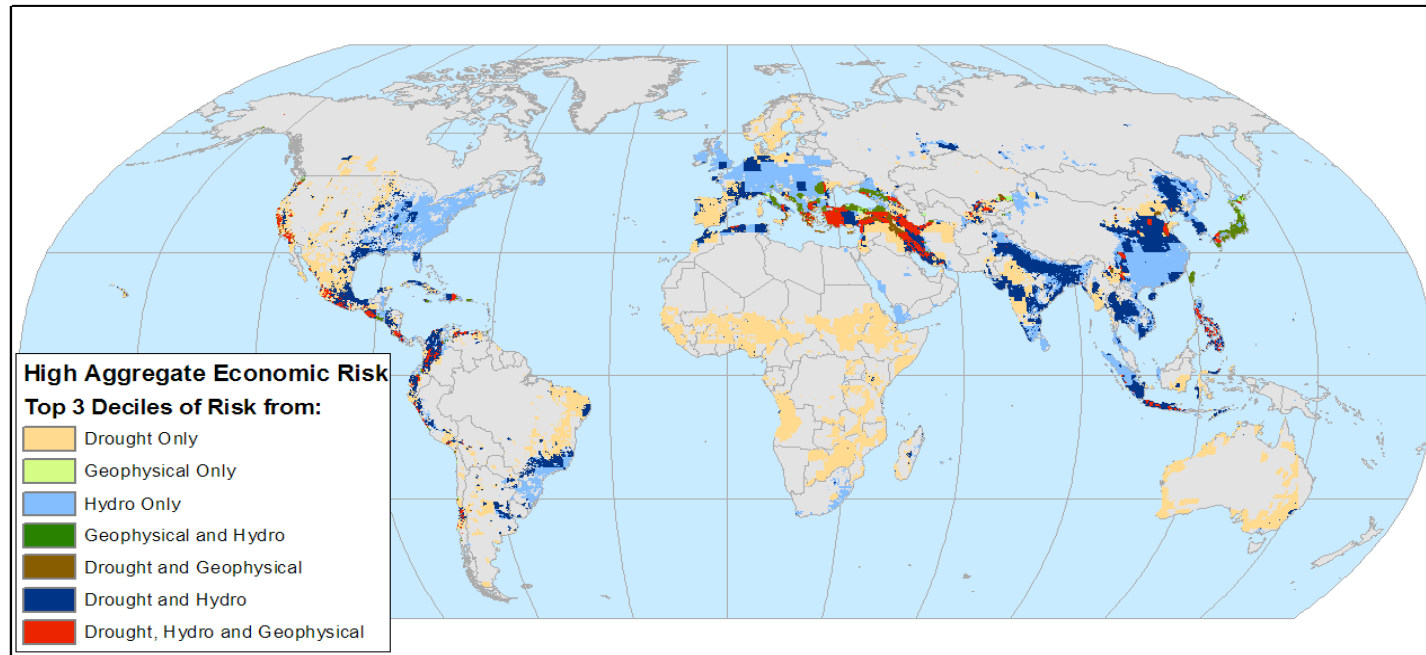 High Aggregate Economic Risk
Top 3 Deciles of Risk from:
Drought Only
Geophysical Only
Hydro Only
Geophysical and Hydro
Drought and Geophysical
Drought and Hydro
Drought, Hydro and Geophysical